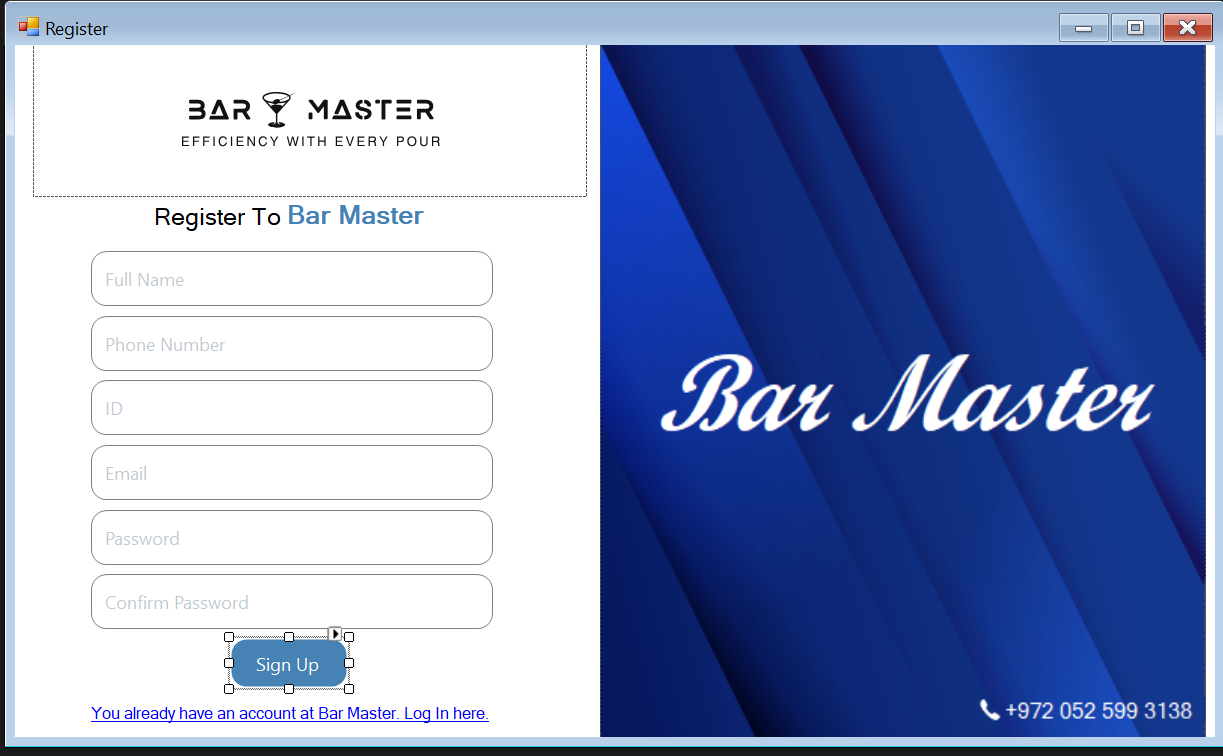 Register
BAR MASTER
EFFICIENCY WITH EVERY POUR
Register To Bar Master
Full Name
Phone Number
ID
Email
Password
Confirm Password
Sign Up
You already have an account at Bar Master. Log In here.
Bar Master
+972 052 599 3138